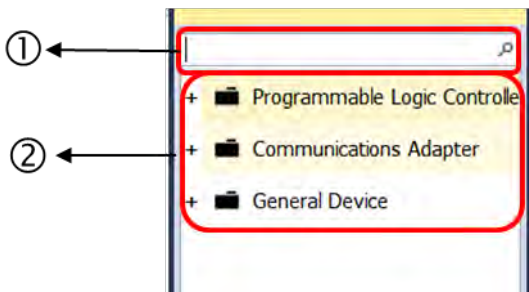 ①
+ Programmable Logic Controlle
② + Communications Adapter
+ General Device